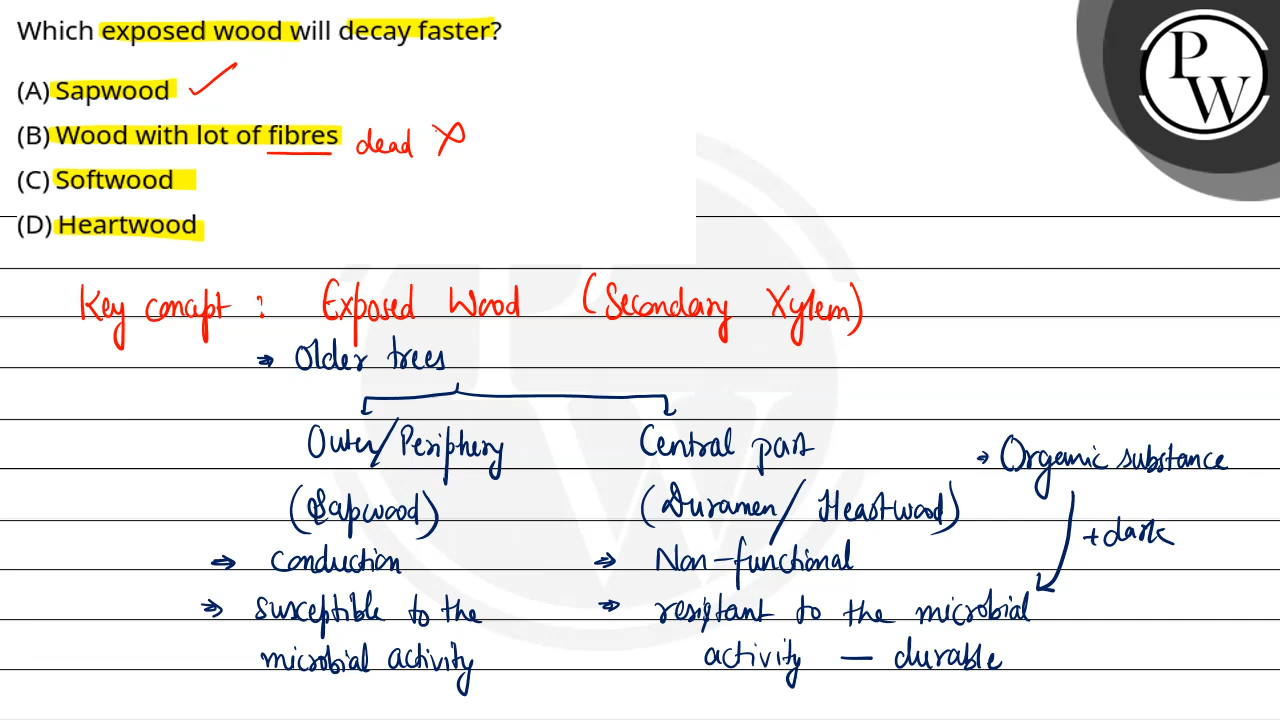 Which exposed wood will decay faster?
(A) Sapwood
(B) Wood with lot of fibres dead
(C) Softwood
(D) Heartwood
Key concept : Exposed Wood (Secondary Xylem)
Older trees
Outer/Periphery Central part → Organic substance
(Sapwood) (Duramen/Heartwood)
+dark
⇒ conduction ⇒ Non-functional
⇒ susceptible to the ⇒ resistant to the microbial
microbial activity activity — durable
P
W